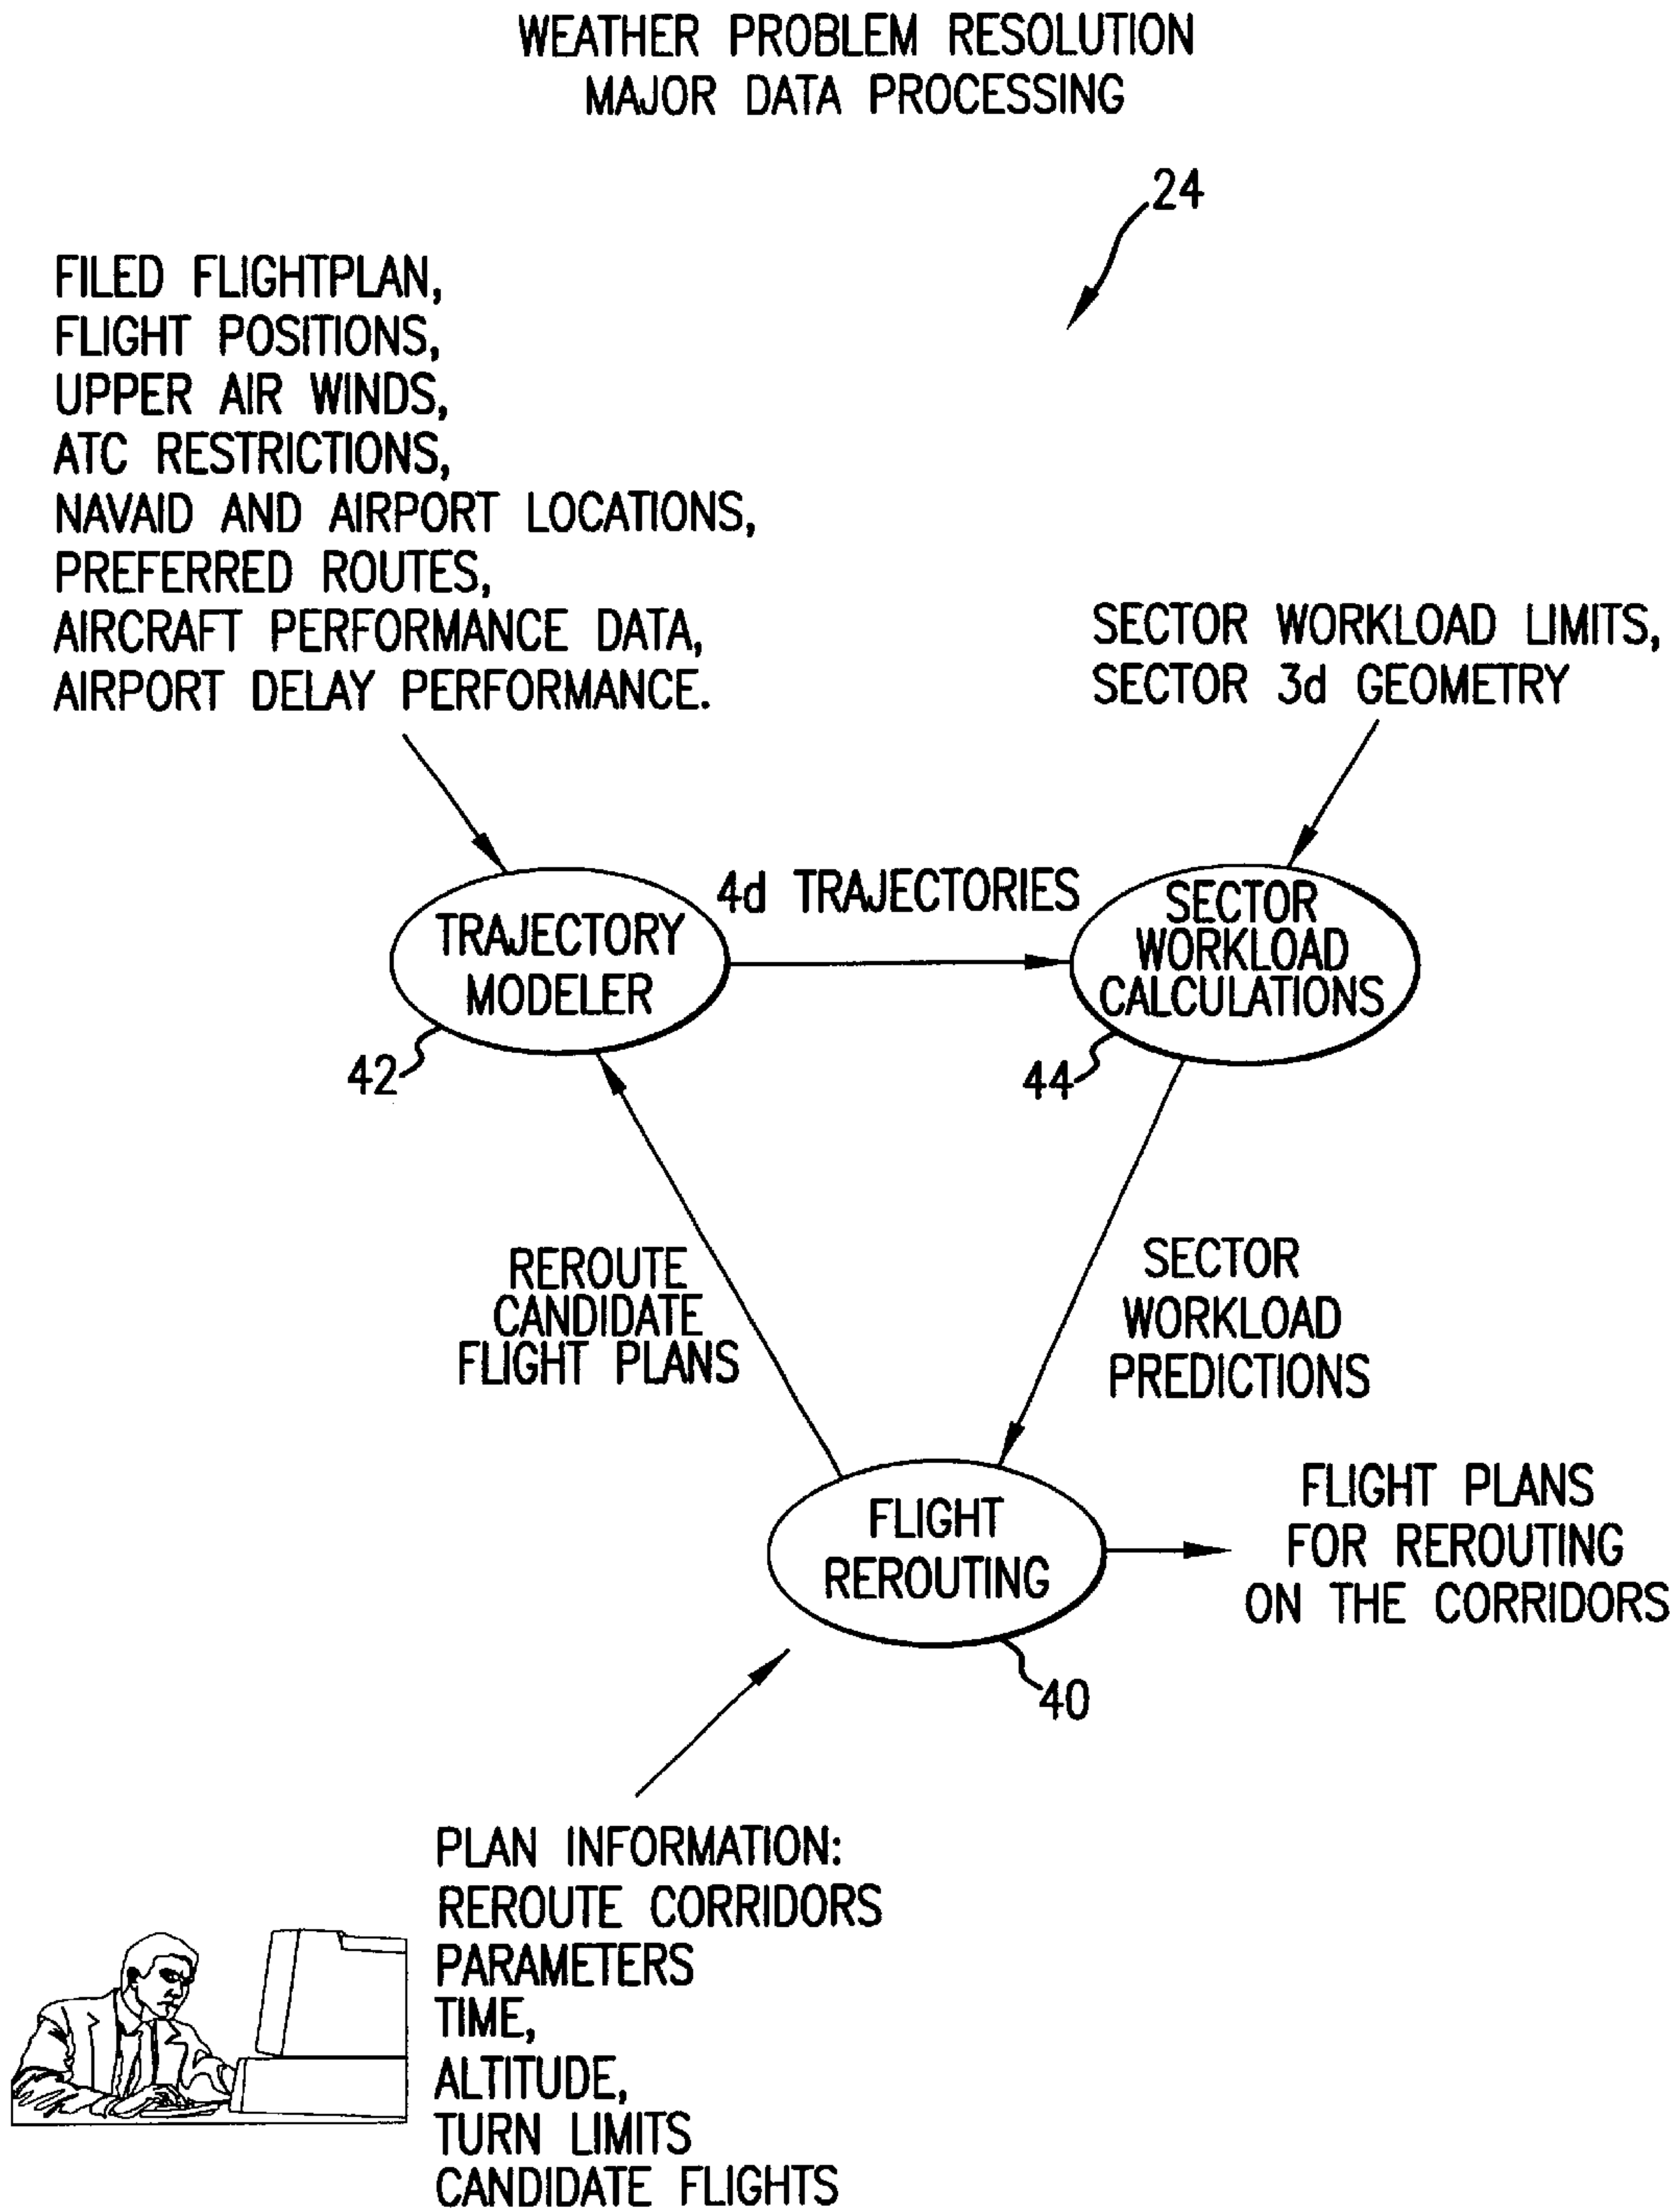 WEATHER PROBLEM RESOLUTION
MAJOR DATA PROCESSING
24
FILED FLIGHTPLAN,
FLIGHT POSITIONS,
UPPER AIR WINDS,
ATC RESTRICTIONS,
NAVAID AND AIRPORT LOCATIONS,
PREFERRED ROUTES,
AIRCRAFT PERFORMANCE DATA,
AIRPORT DELAY PERFORMANCE.
SECTOR WORKLOAD LIMITS,
SECTOR 3d GEOMETRY
TRAJECTORY
MODELER
42
4d TRAJECTORIES
SECTOR
WORKLOAD
CALCULATIONS
44
REROUTE
CANDIDATE
FLIGHT PLANS
SECTOR
WORKLOAD
PREDICTIONS
FLIGHT
REROUTING
40
FLIGHT PLANS
FOR REROUTING
ON THE CORRIDORS
PLAN INFORMATION:
REROUTE CORRIDORS
PARAMETERS
TIME,
ALTITUDE,
TURN LIMITS
CANDIDATE FLIGHTS